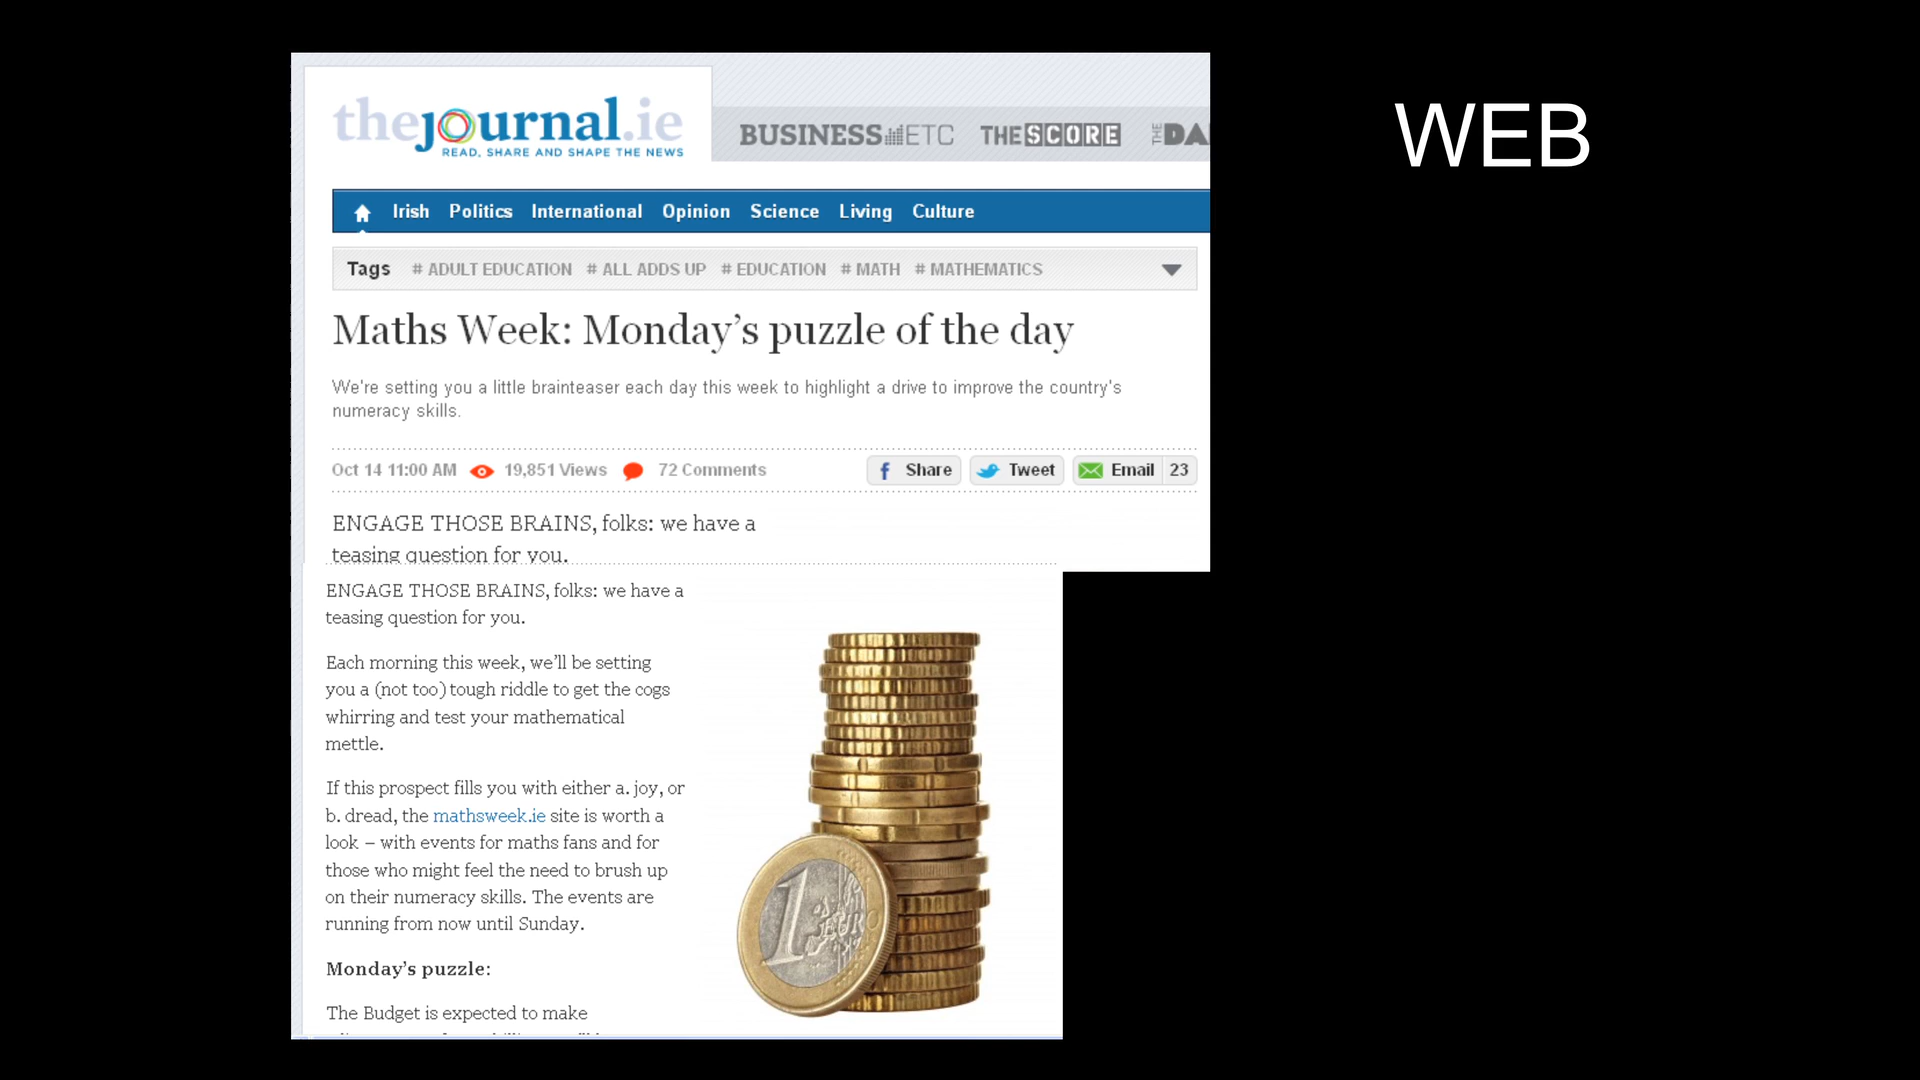 thejournal.ie
READ, SHARE AND SHAPE THE NEWS
BUSINESS ETC THE SCORE THE DA
WEB
Irish Politics International Opinion Science Living Culture
Tags # ADULT EDUCATION # ALL ADDS UP # EDUCATION # MATH # MATHEMATICS
Maths Week: Monday’s puzzle of the day
We're setting you a little brainteaser each day this week to highlight a drive to improve the country's
numeracy skills.
Oct 14 11:00 AM 19,851 Views 72 Comments Share Tweet Email 23
ENGAGE THOSE BRAINS, folks: we have a
teasing question for you.
ENGAGE THOSE BRAINS, folks: we have a
teasing question for you.
Each morning this week, we’ll be setting
you a (not too) tough riddle to get the cogs
whirring and test your mathematical
mettle.
If this prospect fills you with either a. joy, or
b. dread, the mathsweek.ie site is worth a
look – with events for maths fans and for
those who might feel the need to brush up
on their numeracy skills. The events are
running from now until Sunday.
Monday’s puzzle:
The Budget is expected to make
1 EURO